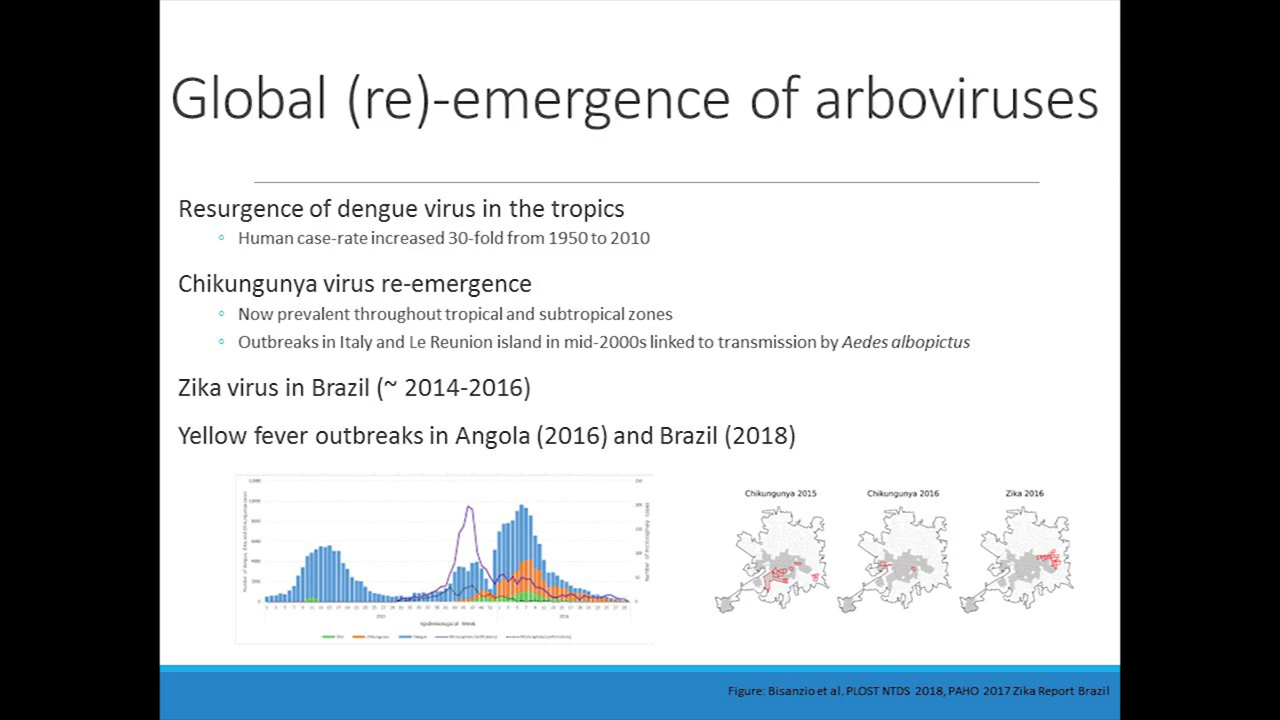 Global (re)-emergence of arboviruses
Resurgence of dengue virus in the tropics
Human case-rate increased 30-fold from 1950 to 2010
Chikungunya virus re-emergence
Now prevalent throughout tropical and subtropical zones
Outbreaks in Italy and Le Reunion island in mid-2000s linked to transmission by Aedes albopictus
Zika virus in Brazil (~ 2014-2016)
Yellow fever outbreaks in Angola (2016) and Brazil (2018)
Epidemiological Week
Chikungunya 2015
Chikungunya 2016
Zika 2016
Figure: Bisanzio et al. PLOST NTDS 2018, PAHO 2017 Zika Report Brazil